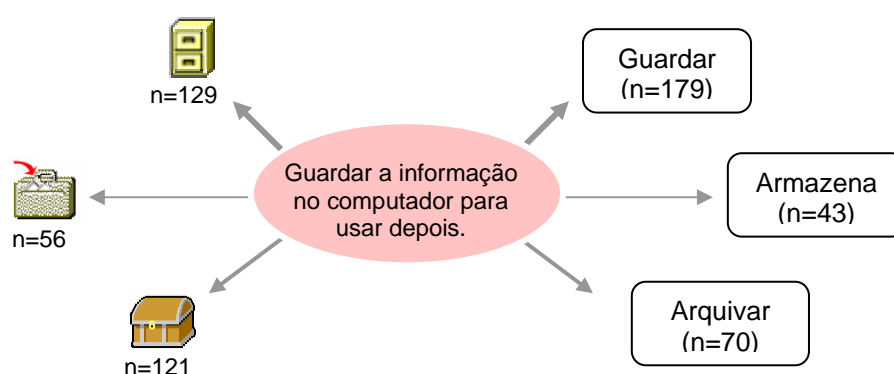 n=129
Guardar
(n=179)
n=56
Guardar a informação
no computador para
usar depois.
Armazena
(n=43)
n=121
Arquivar
(n=70)